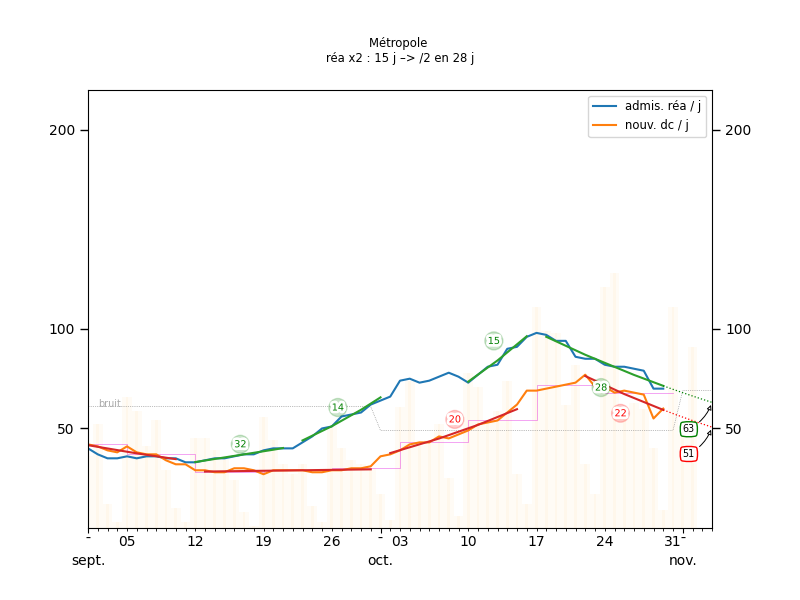 Métropole
réa x2 : 15 j –> /2 en 28 j
admis. réa / j
nouv. dc / j
200
200
100
100
50
50
bruit
32
14
15
20
28
22
63
51
- 05 12 19 26 - 03 10 17 24 31 -
sept. oct. nov.